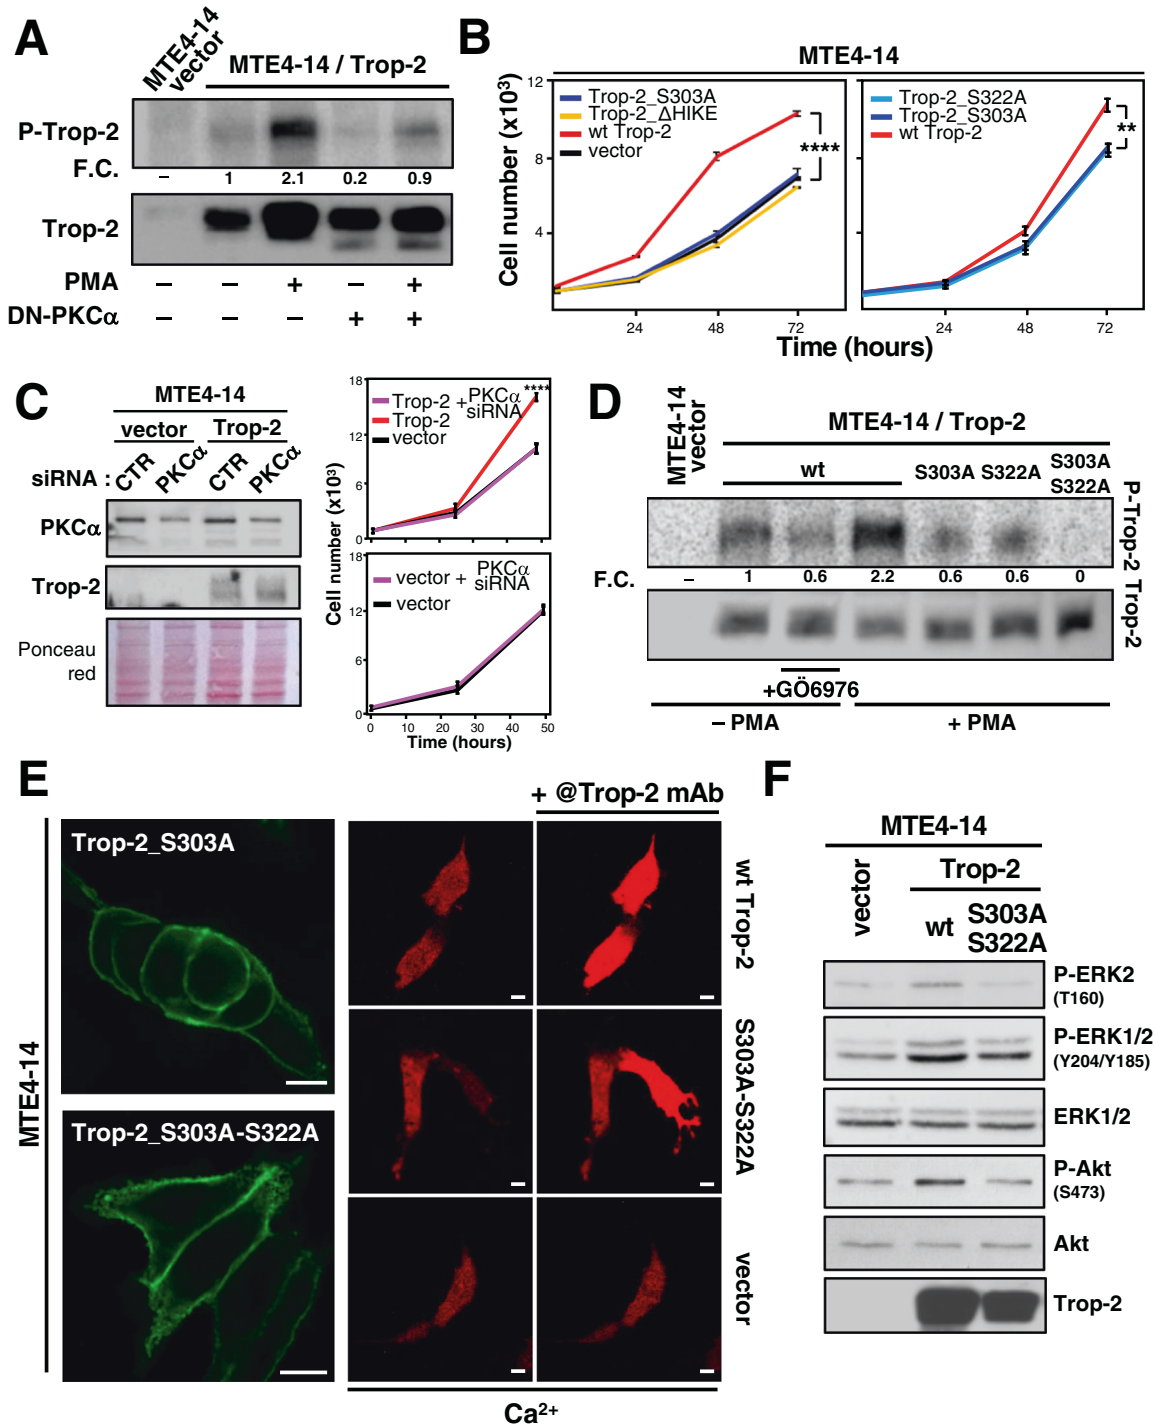 A
MTE4-14
vector
MTE4-14 / Trop-2
P-Trop-2
F.C. – 1 2.1 0.2 0.9
Trop-2
PMA – – + – +
DN-PKCα – – – + +
B
MTE4-14
Cell number (x10³)
12
8
4
Trop-2_S303A
Trop-2_ΔHIKE
wt Trop-2
vector
****
24 48 72
Trop-2_S322A
Trop-2_S303A
wt Trop-2
**
24 48 72
Time (hours)
C
MTE4-14
vector Trop-2
siRNA : CTR PKCα CTR PKCα
PKCα
Trop-2
Ponceau
red
Cell number (x10³)
18
12
6
0
Trop-2 + PKCα
siRNA
Trop-2
vector
****
18
12
6
0
vector + PKCα
siRNA
vector
0 10 20 30 40 50
Time (hours)
D
MTE4-14
vector
MTE4-14 / Trop-2
wt S303A S322A S303A
S322A
P-Trop-2
F.C. – 1 0.6 2.2 0.6 0.6 0
Trop-2
+GÖ6976
– PMA + PMA
E
+ @Trop-2 mAb
MTE4-14
Trop-2_S303A
Trop-2_S303A-S322A
wt Trop-2
S303A-S322A
vector
Ca²⁺
F
MTE4-14
vector
Trop-2
wt S303A
S322A
P-ERK2
(T160)
P-ERK1/2
(Y204/Y185)
ERK1/2
P-Akt
(S473)
Akt
Trop-2